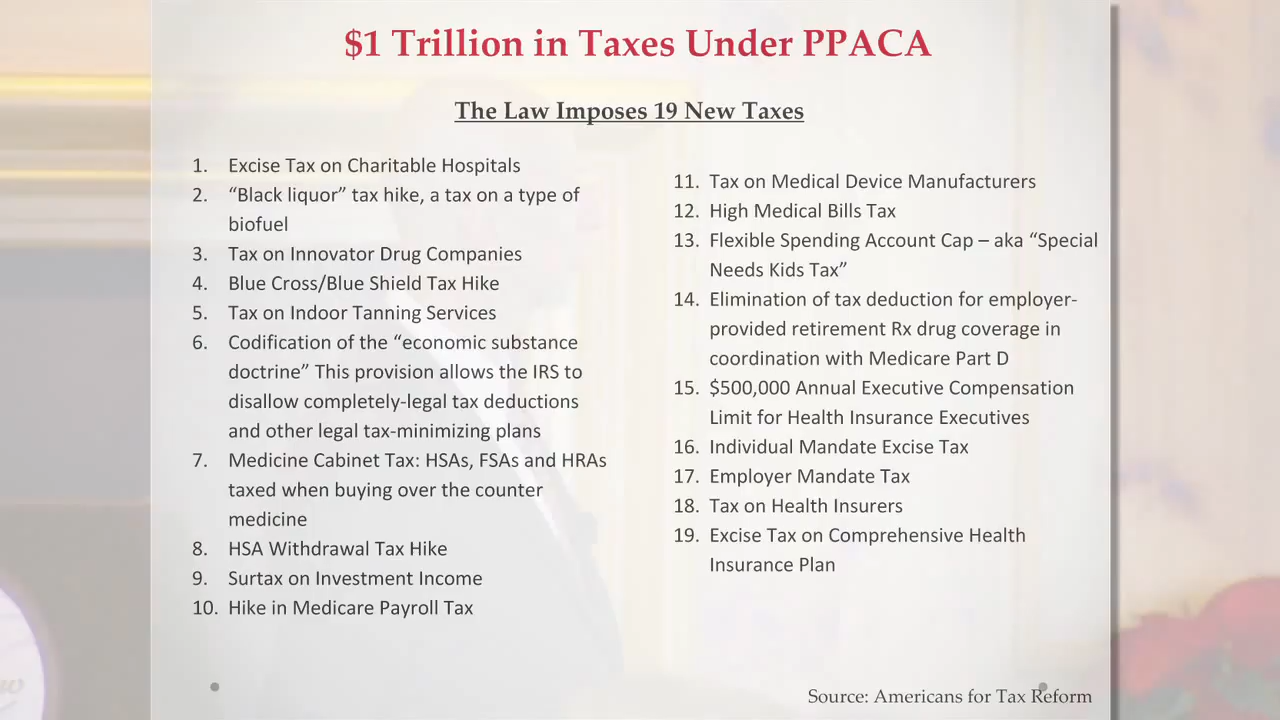 $1 Trillion in Taxes Under PPACA
The Law Imposes 19 New Taxes
1. Excise Tax on Charitable Hospitals
2. “Black liquor” tax hike, a tax on a type of
biofuel
3. Tax on Innovator Drug Companies
4. Blue Cross/Blue Shield Tax Hike
5. Tax on Indoor Tanning Services
6. Codification of the “economic substance
doctrine” This provision allows the IRS to
disallow completely-legal tax deductions
and other legal tax-minimizing plans
7. Medicine Cabinet Tax: HSAs, FSAs and HRAs
taxed when buying over the counter
medicine
8. HSA Withdrawal Tax Hike
9. Surtax on Investment Income
10. Hike in Medicare Payroll Tax
11. Tax on Medical Device Manufacturers
12. High Medical Bills Tax
13. Flexible Spending Account Cap – aka “Special
Needs Kids Tax”
14. Elimination of tax deduction for employer-
provided retirement Rx drug coverage in
coordination with Medicare Part D
15. $500,000 Annual Executive Compensation
Limit for Health Insurance Executives
16. Individual Mandate Excise Tax
17. Employer Mandate Tax
18. Tax on Health Insurers
19. Excise Tax on Comprehensive Health
Insurance Plan
Source: Americans for Tax Reform